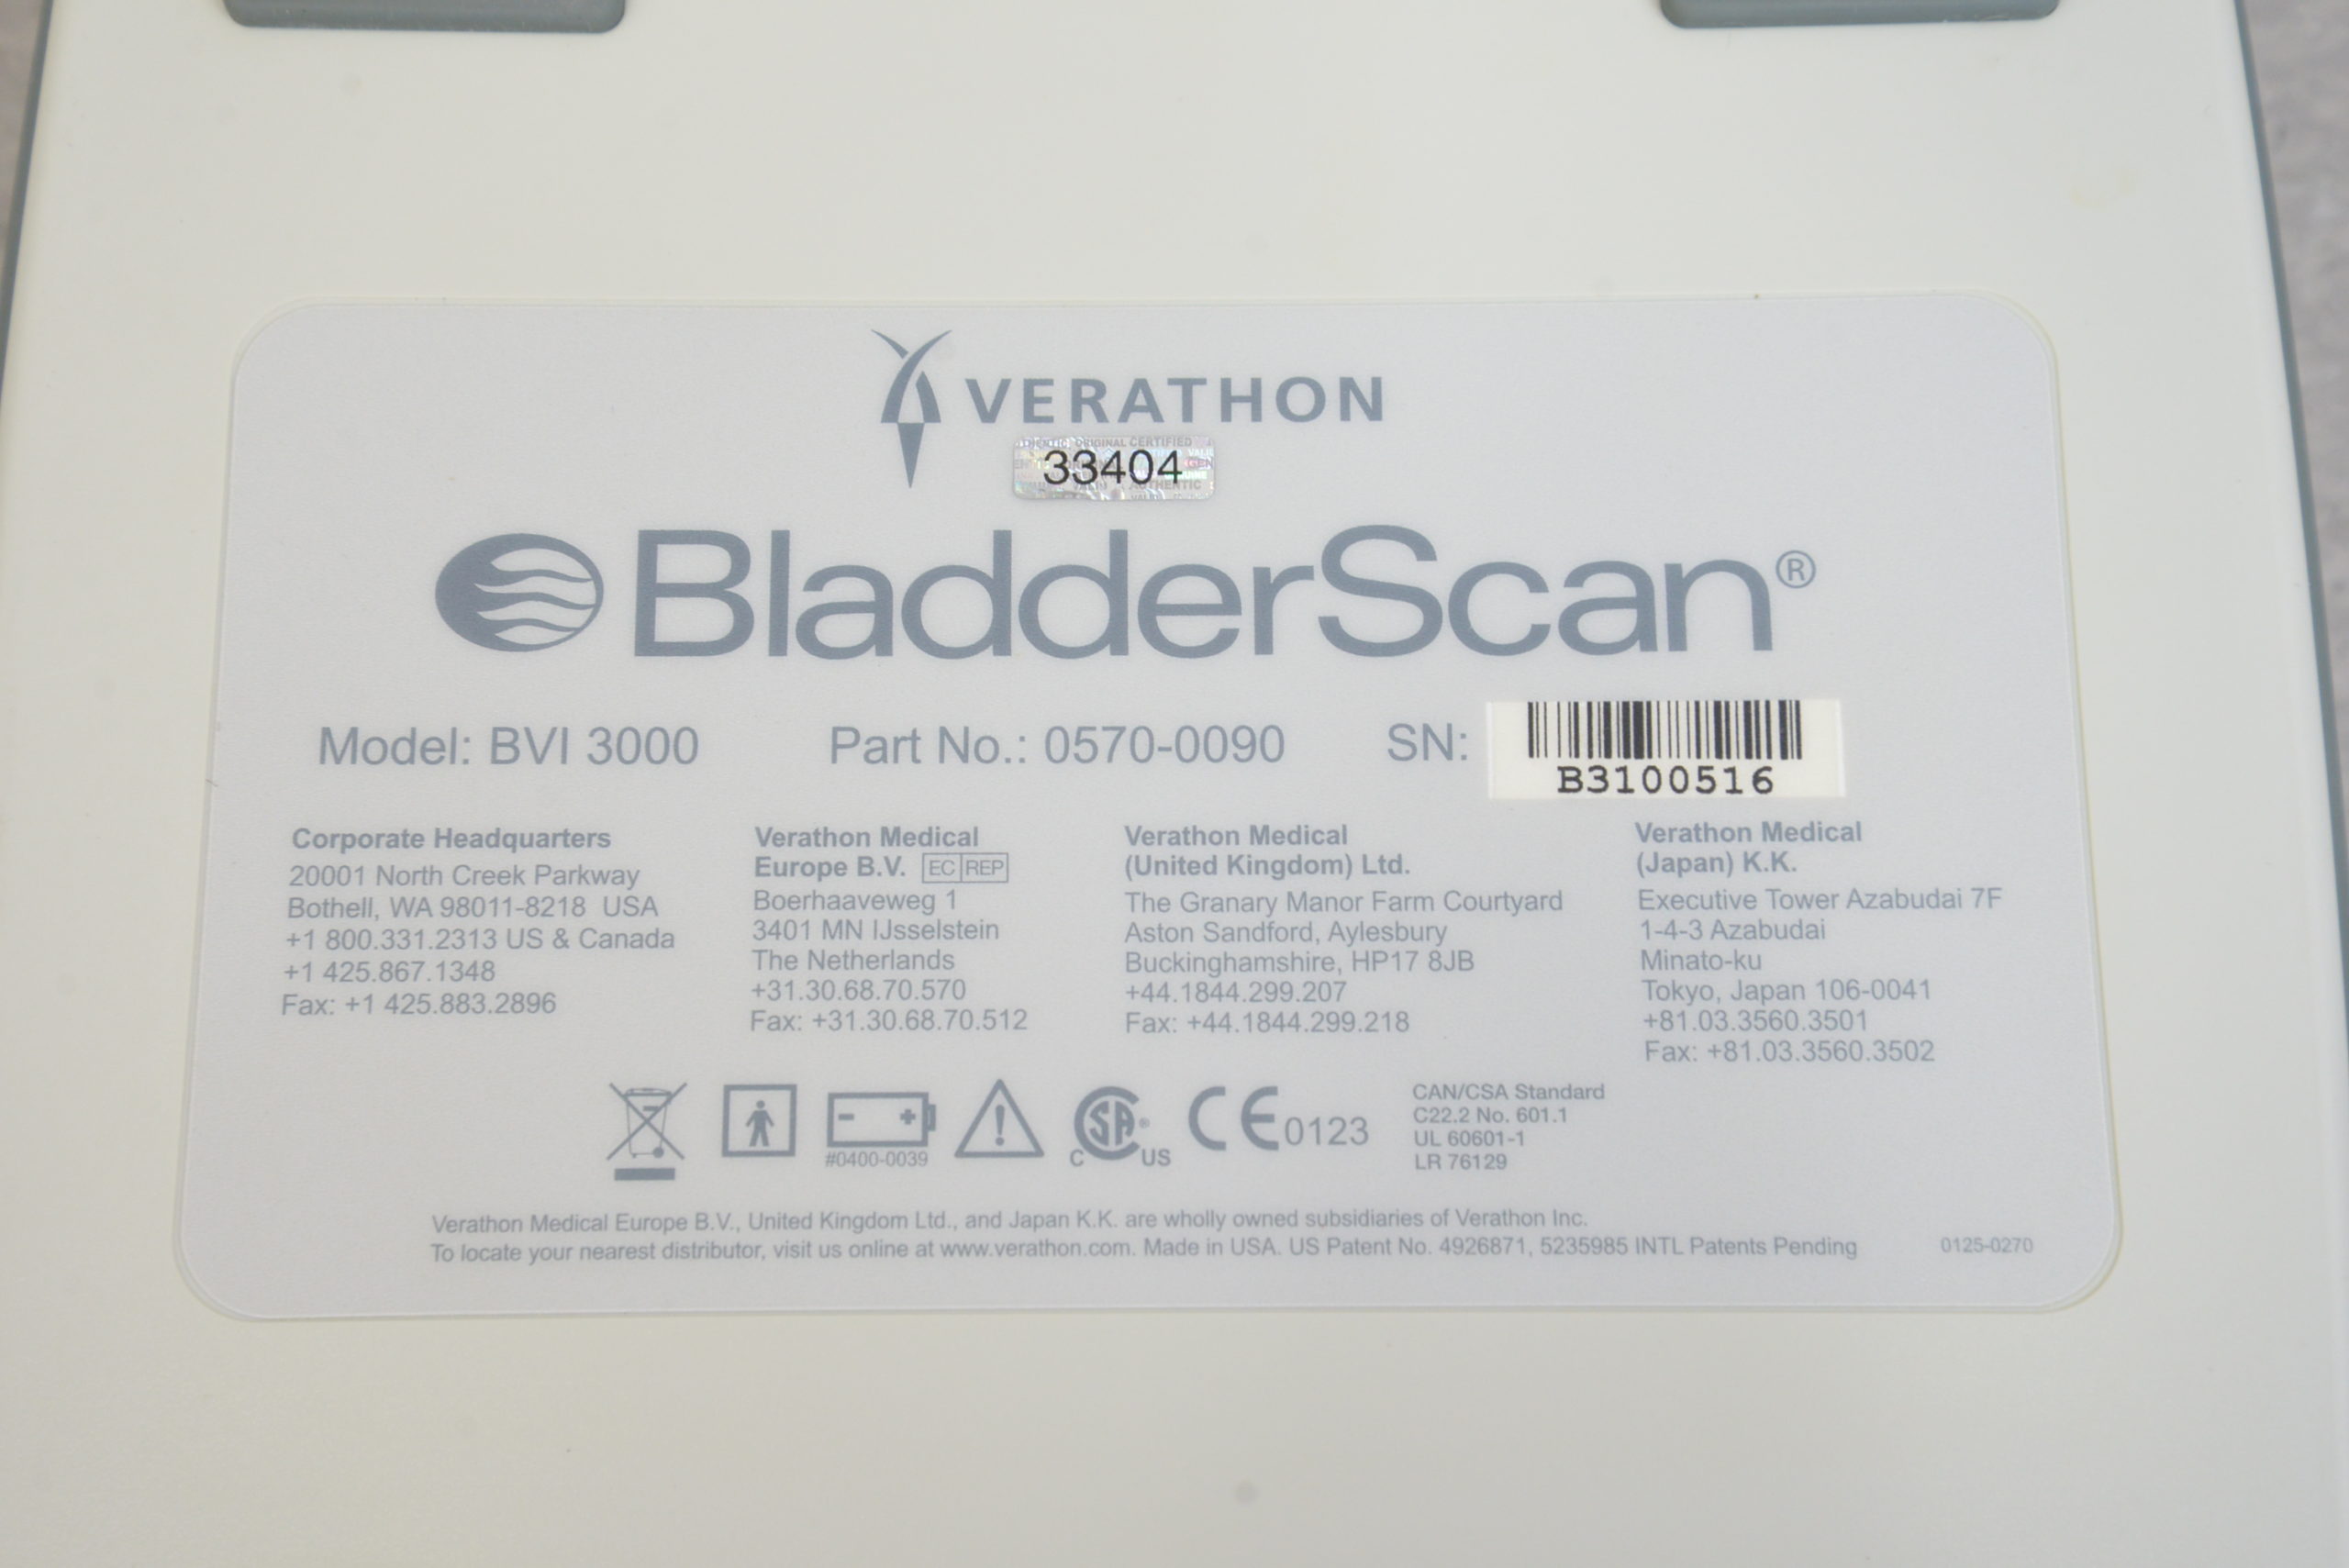 VERATHON
AUTHENTIC ORIGINAL CERTIFIED
33404
BladderScan®
Model: BVI 3000 Part No.: 0570-0090 SN:
B3100516
Corporate Headquarters
20001 North Creek Parkway
Bothell, WA 98011-8218 USA
+1 800.331.2313 US & Canada
+1 425.867.1348
Fax: +1 425.883.2896
Verathon Medical
Europe B.V. EC REP
Boerhaaveweg 1
3401 MN IJsselstein
The Netherlands
+31.30.68.70.570
Fax: +31.30.68.70.512
Verathon Medical
(United Kingdom) Ltd.
The Granary Manor Farm Courtyard
Aston Sandford, Aylesbury
Buckinghamshire, HP17 8JB
+44.1844.299.207
Fax: +44.1844.299.218
Verathon Medical
(Japan) K.K.
Executive Tower Azabudai 7F
1-4-3 Azabudai
Minato-ku
Tokyo, Japan 106-0041
+81.03.3560.3501
Fax: +81.03.3560.3502
#0400-0039
C SA® US
CE 0123
CAN/CSA Standard
C22.2 No. 601.1
UL 60601-1
LR 76129
Verathon Medical Europe B.V., United Kingdom Ltd., and Japan K.K. are wholly owned subsidiaries of Verathon Inc.
To locate your nearest distributor, visit us online at www.verathon.com. Made in USA. US Patent No. 4926871, 5235985 INTL Patents Pending 0125-0270